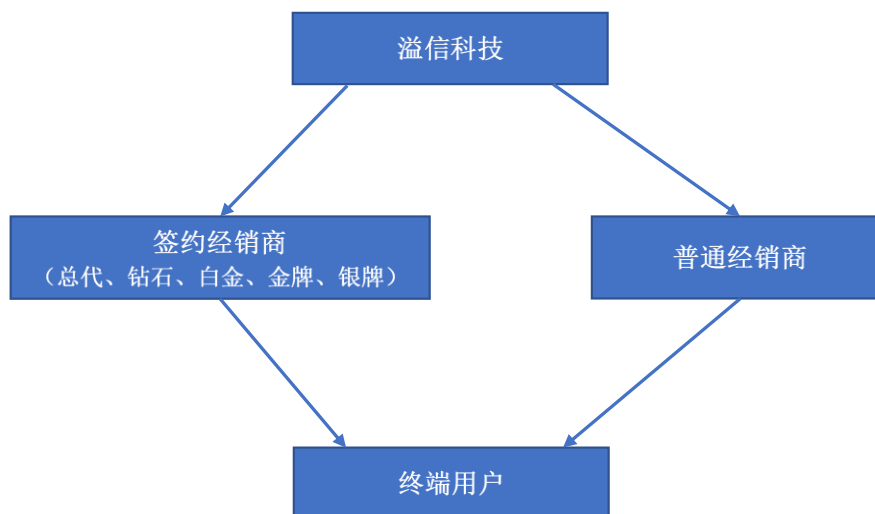 溢信科技
签约经销商
（总代、钻石、白金、金牌、银牌）
普通经销商
终端用户